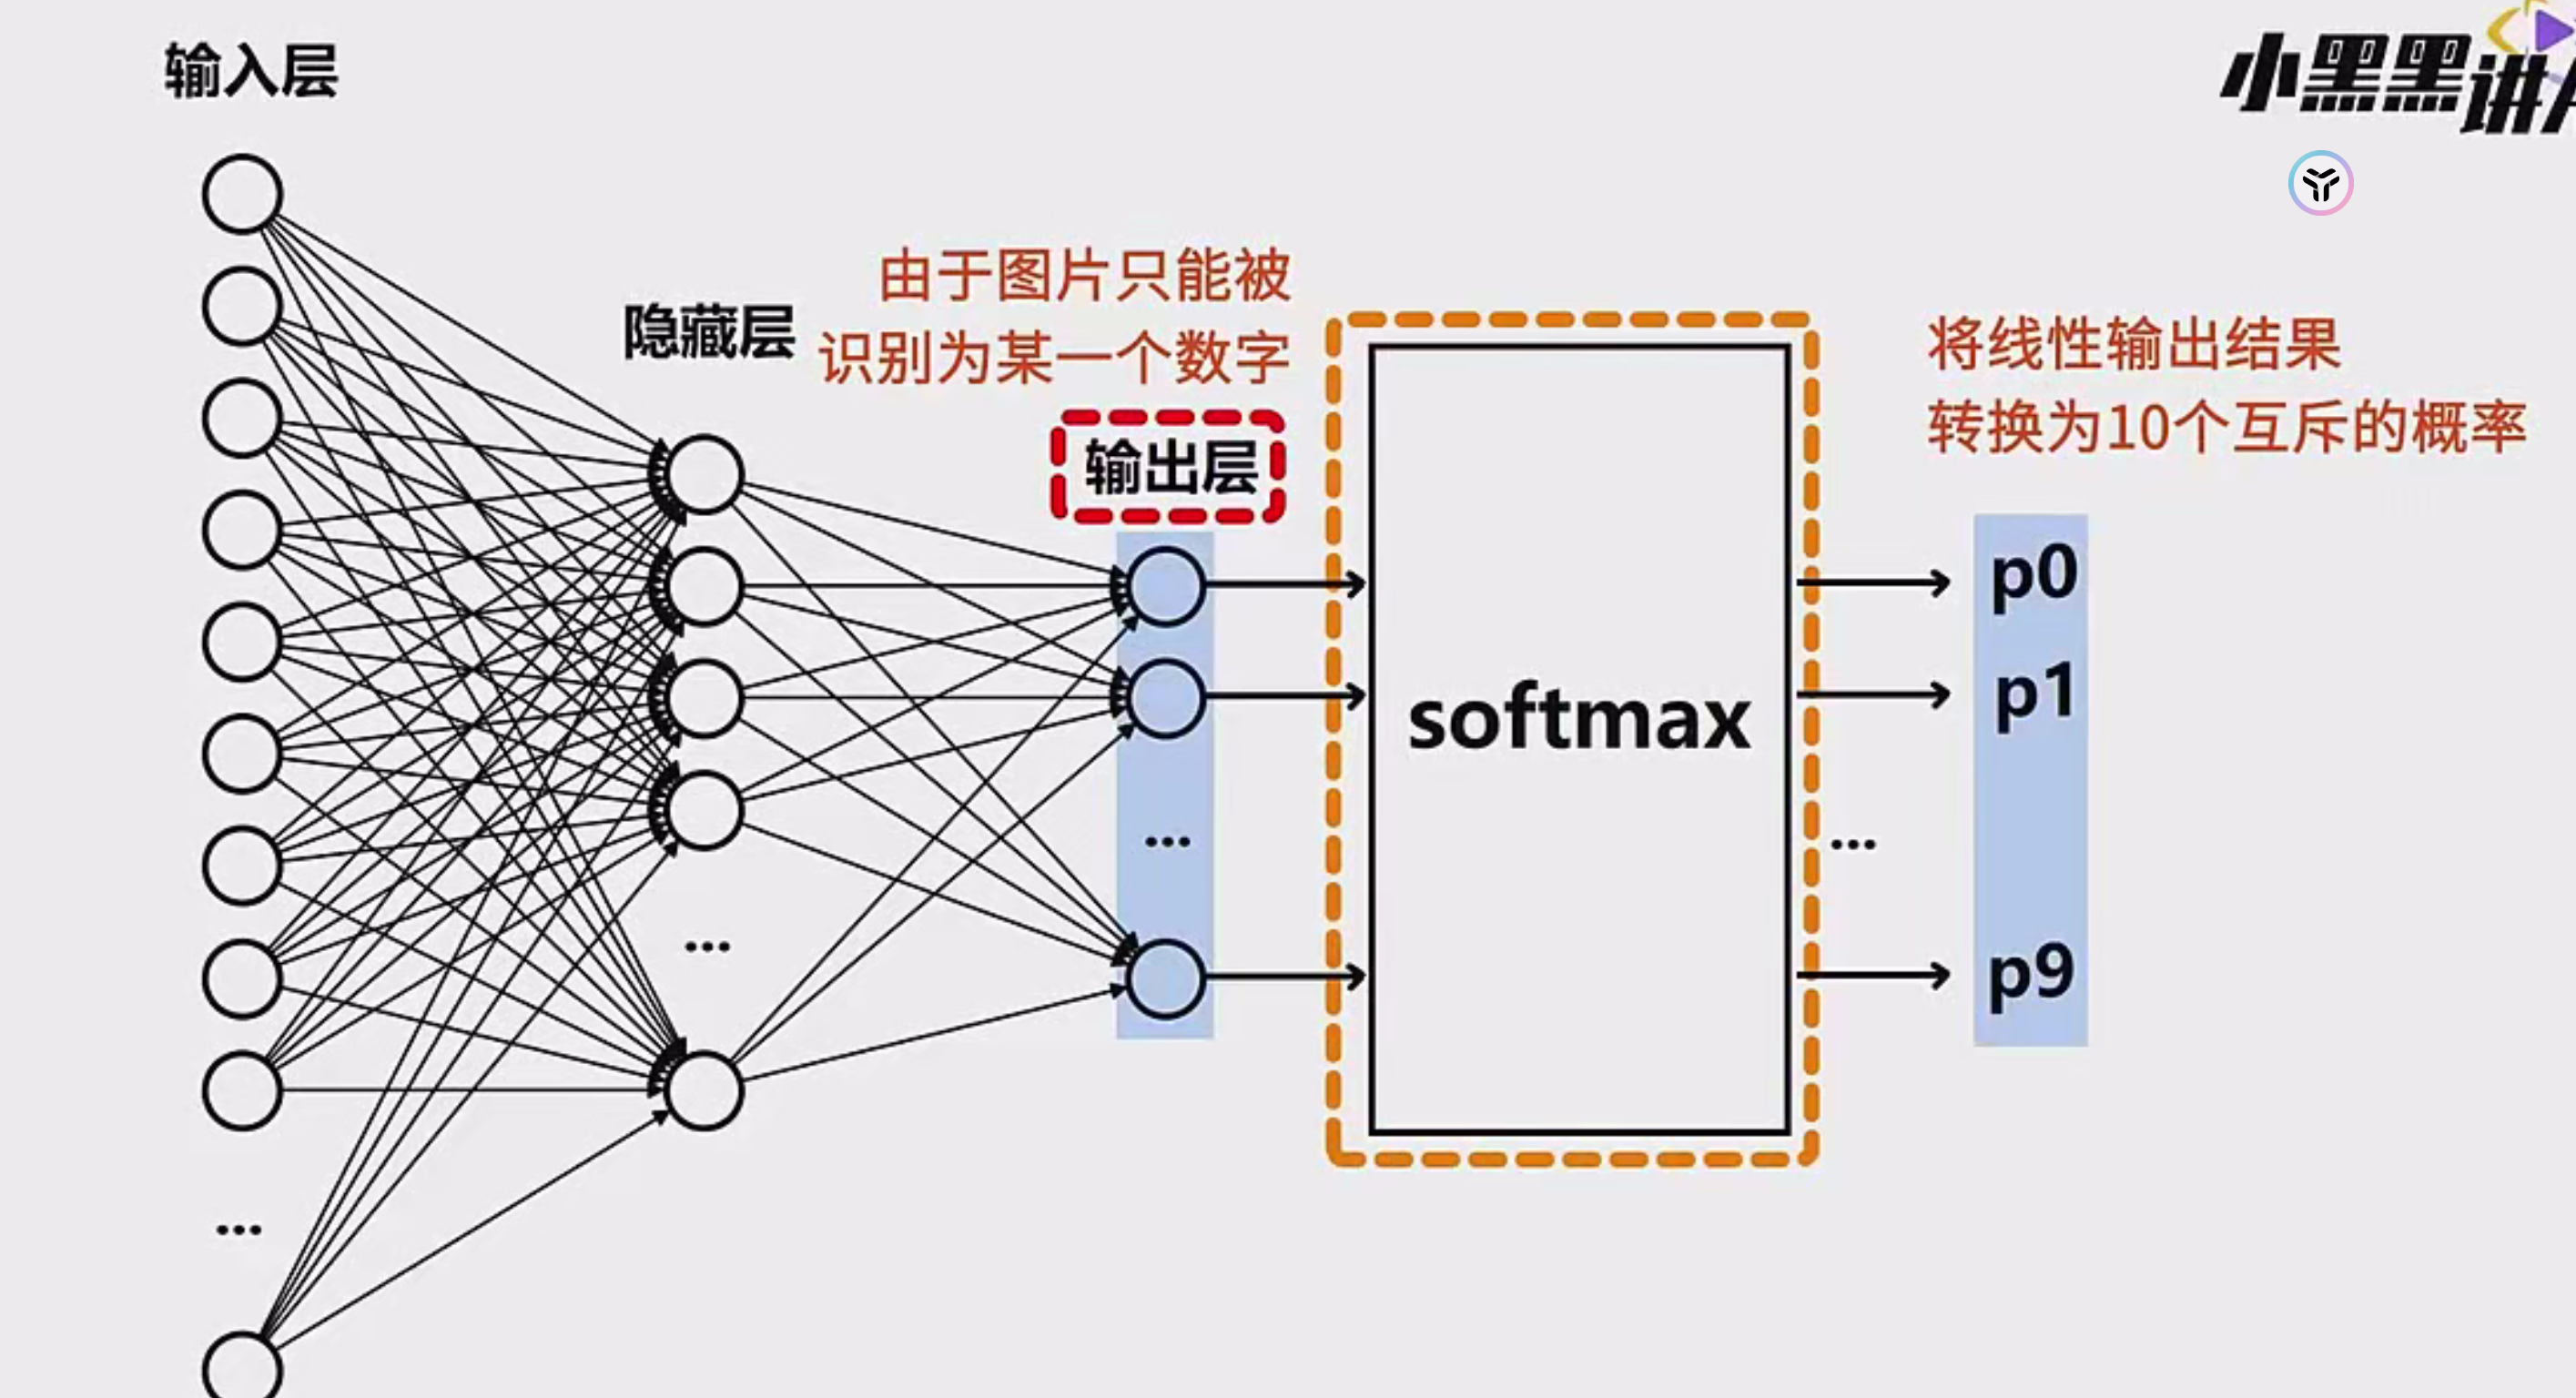 输入层
小黑黑讲
隐藏层
由于图片只能被
识别为某一个数字
输出层
...
...
...
softmax
将线性输出结果
转换为10个互斥的概率
p0
p1
...
p9